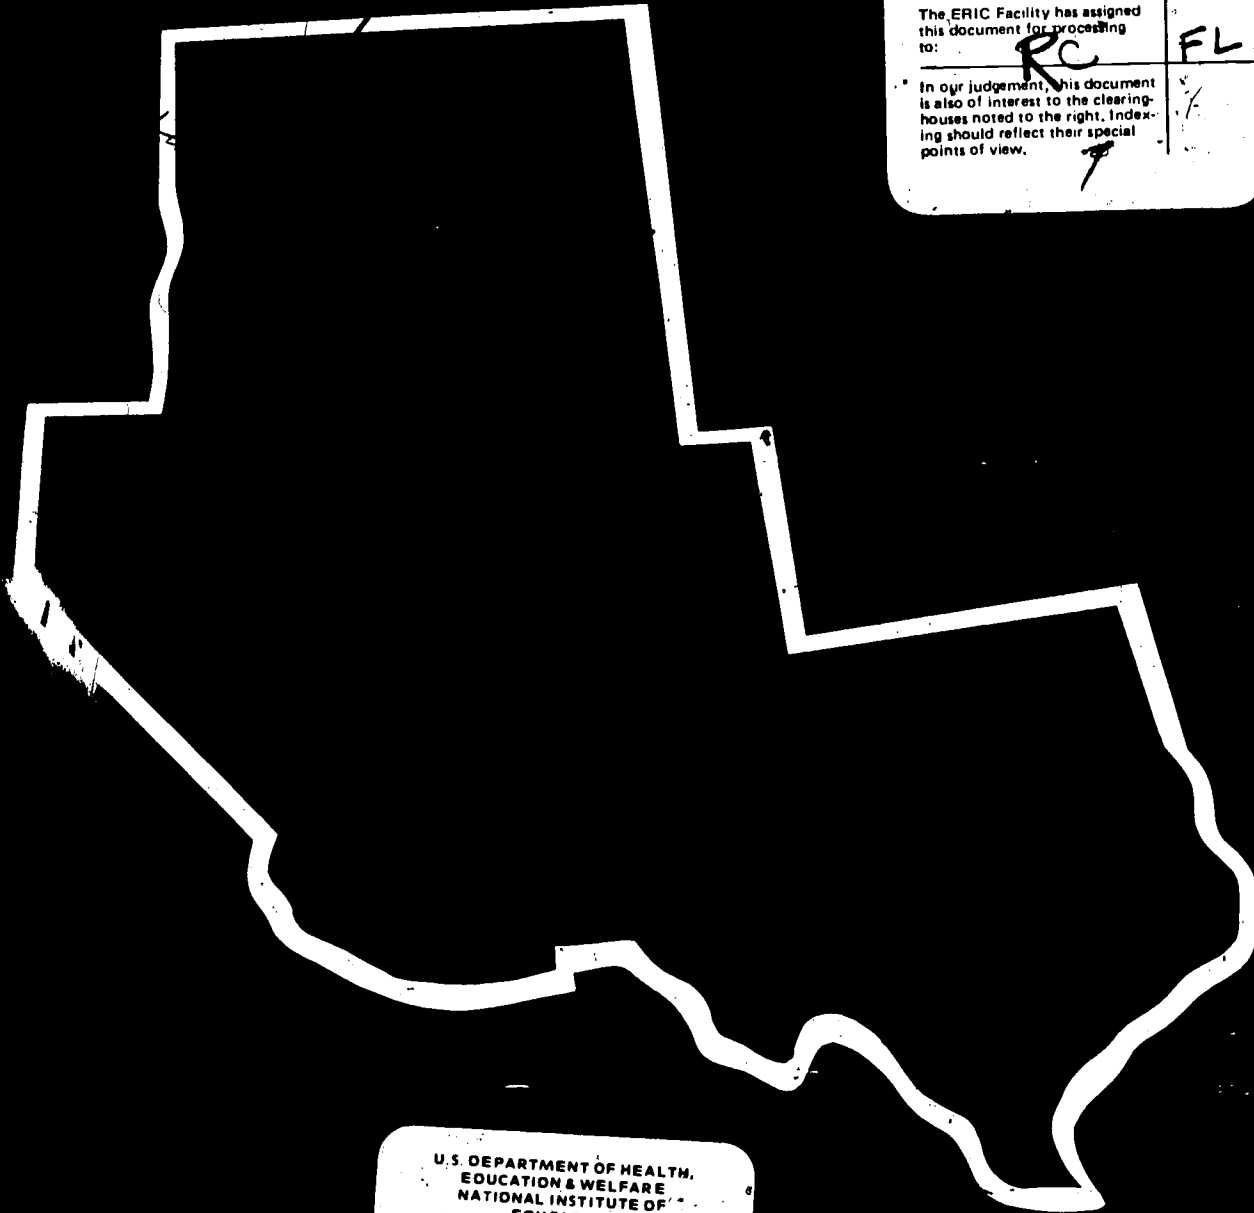 The ERIC Facility has assigned
this document for processing
to:
RC
FL
In our judgement, this document
is also of interest to the clearing-
houses noted to the right. Index-
ing should reflect their special
points of view.
U.S. DEPARTMENT OF HEALTH,
EDUCATION & WELFARE
NATIONAL INSTITUTE OF